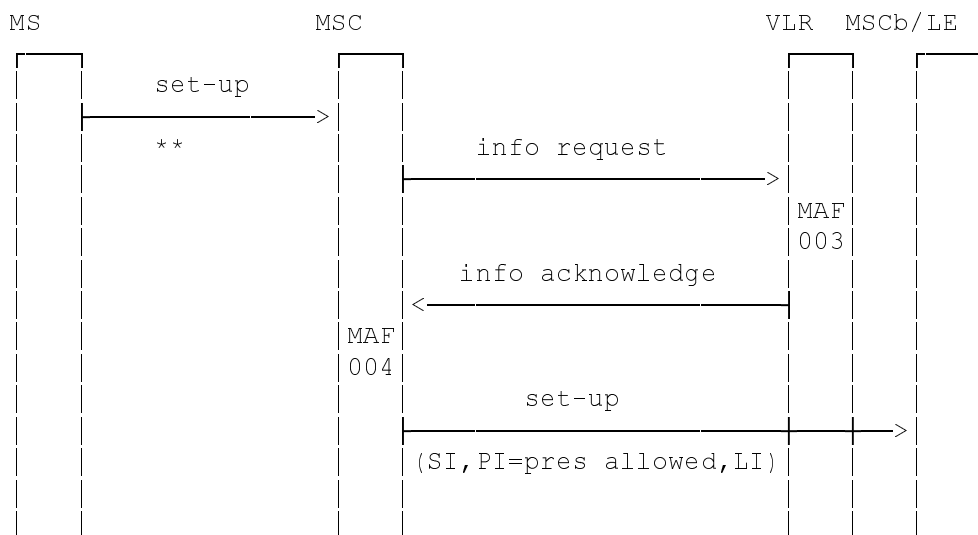 MS MSC VLR MSCb/LE
set-up
**
info request
MAF
003
info acknowledge
MAF
004
set-up
(SI,PI=pres allowed,LI)